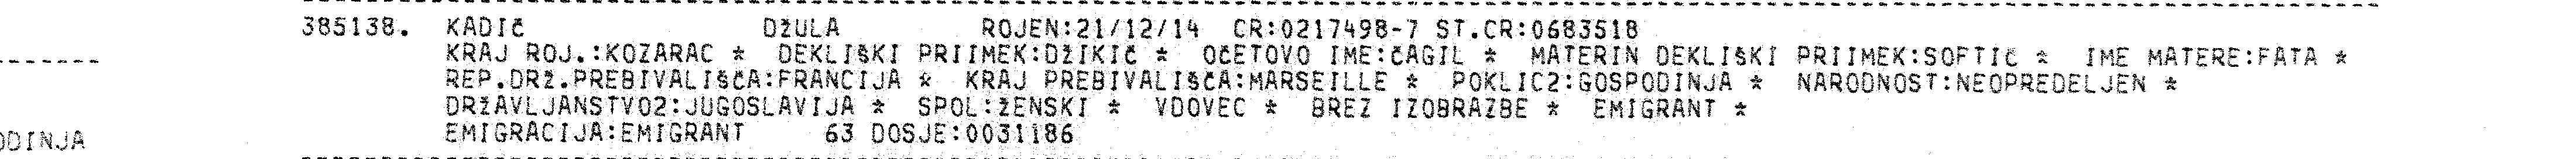 385138. KADIČ DŽULA ROJEN:21/12/14 CR:0217498-7 ST.CR:0683518
KRAJ ROJ.:KOZARAC * DEKLIŠKI PRIIMEK:DŽIKIČ * OČETOVO IME:ČAGIL * MATERIN DEKLIŠKI PRIIMEK:SOFTIČ * IME MATERE:FATA *
REP.DRŽ.PREBIVALIŠČA:FRANCIJA * KRAJ PREBIVALIŠČA:MARSEILLE * POKLIC2:GOSPODINJA * NARODNOST:NEOPREDELJEN *
DRŽAVLJANSTVO2:JUGOSLAVIJA * SPOL:ŽENSKI * VDOVEC * BREZ IZOBRAZBE * EMIGRANT *
EMIGRACIJA:EMIGRANT 63 DOSJE:0031186
ODINJA